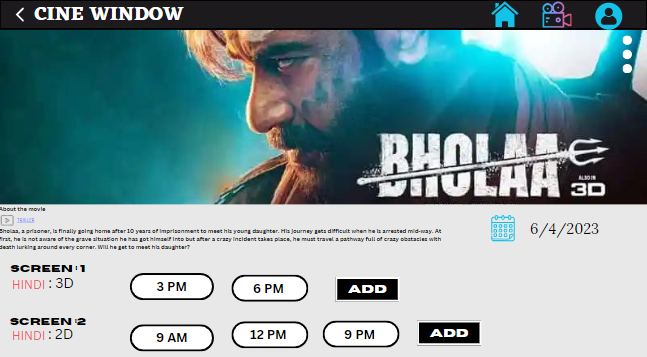 CINE WINDOW
BHOLAA
ALSO IN
3D
About the movie
TRAILER
Bholaa, a prisoner, is finally going home after 10 years of imprisonment to meet his young daughter. His journey gets difficult when he is arrested mid-way. At
first, he is not aware of the grave situation he has got himself into but after a crazy incident takes place, he must travel a pathway full of crazy obstacles with
death lurking around every corner. Will he get to meet his daughter?
6/4/2023
SCREEN:1
HINDI : 3D
3 PM
6 PM
ADD
SCREEN:2
HINDI : 2D
9 AM
12 PM
9 PM
ADD